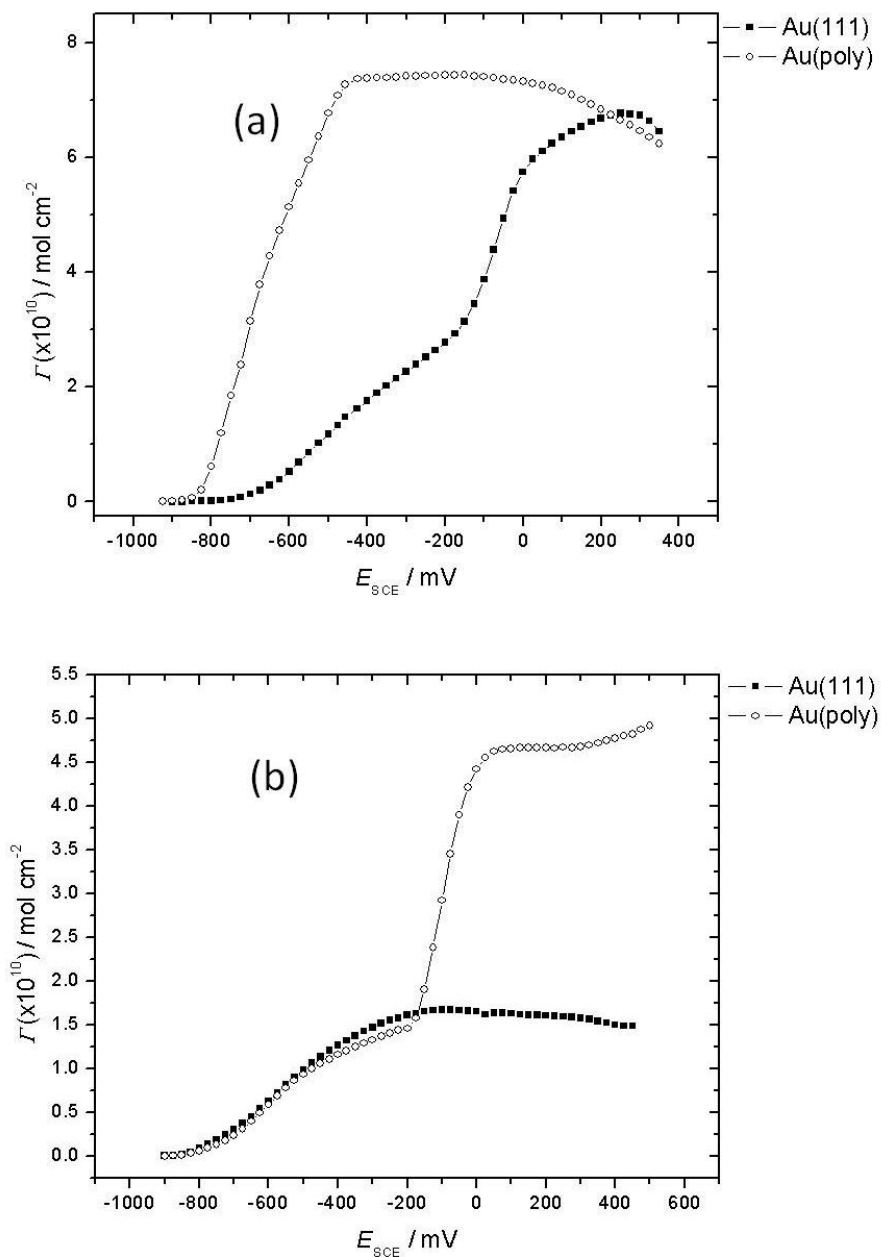 Au(111)
Au(poly)
(a)
8
6
4
2
0
Γ (x10¹⁰) / mol cm⁻²
-1000 -800 -600 -400 -200 0 200 400
E_SCE / mV
Au(111)
Au(poly)
(b)
5.5
5.0
4.5
4.0
3.5
3.0
2.5
2.0
1.5
1.0
0.5
0.0
Γ (x10¹⁰) / mol cm⁻²
-1000 -800 -600 -400 -200 0 200 400 600
E_SCE / mV